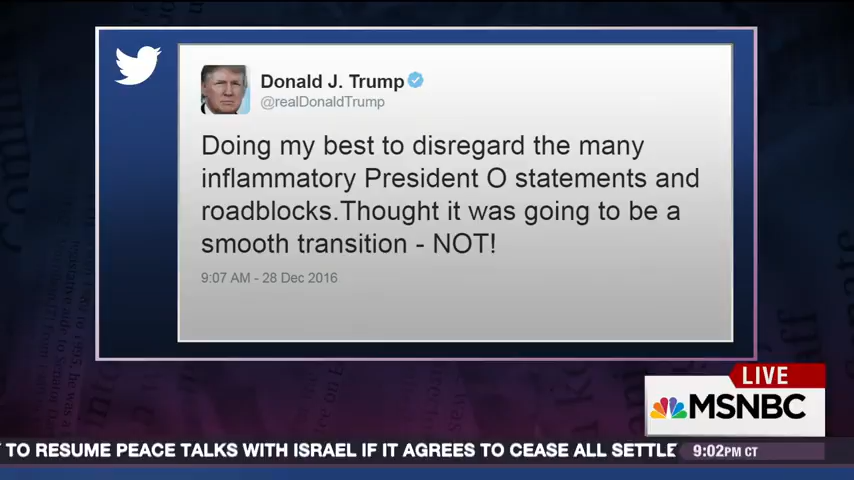 Donald J. Trump
@realDonaldTrump
Doing my best to disregard the many
inflammatory President O statements and
roadblocks.Thought it was going to be a
smooth transition - NOT!
9:07 AM - 28 Dec 2016
LIVE
MSNBC
TO RESUME PEACE TALKS WITH ISRAEL IF IT AGREES TO CEASE ALL SETTLE
9:02PM CT